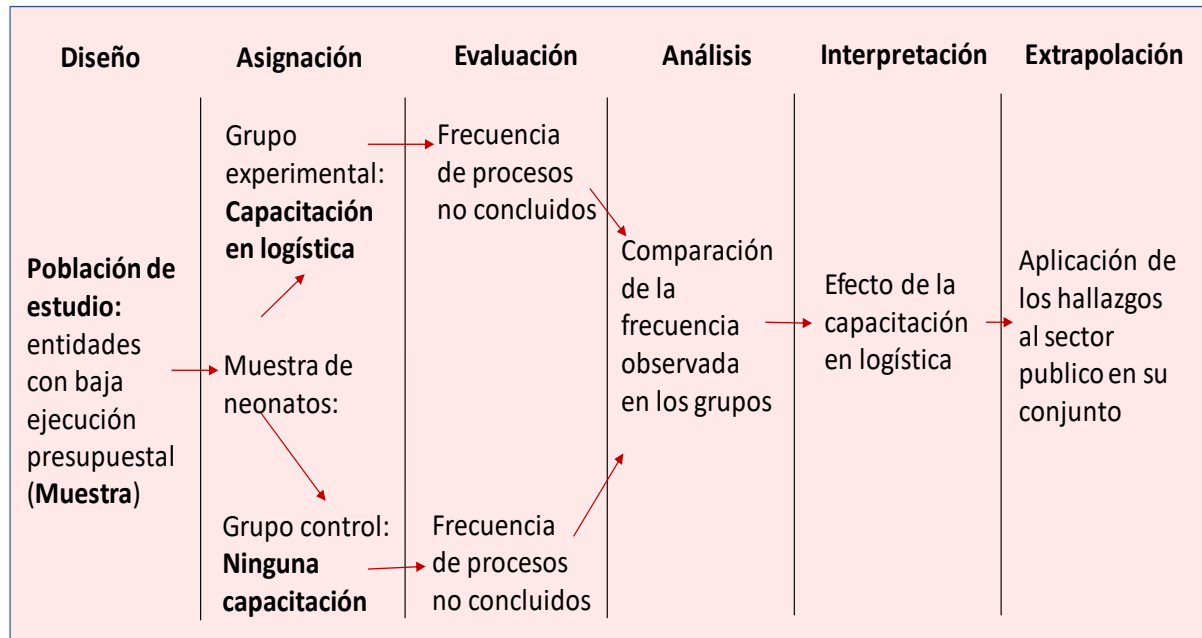 Diseño
Asignación
Evaluación
Análisis
Interpretación
Extrapolación
Población de
estudio:
entidades
con baja
ejecución
presupuestal
(Muestra)
Grupo
experimental:
Capacitación
en logística
Muestra de
neonatos:
Grupo control:
Ninguna
capacitación
Frecuencia
de procesos
no concluidos
Frecuencia
de procesos
no concluidos
Comparación
de la
frecuencia
observada
en los grupos
Efecto de la
capacitación
en logística
Aplicación de
los hallazgos
al sector
publico en su
conjunto